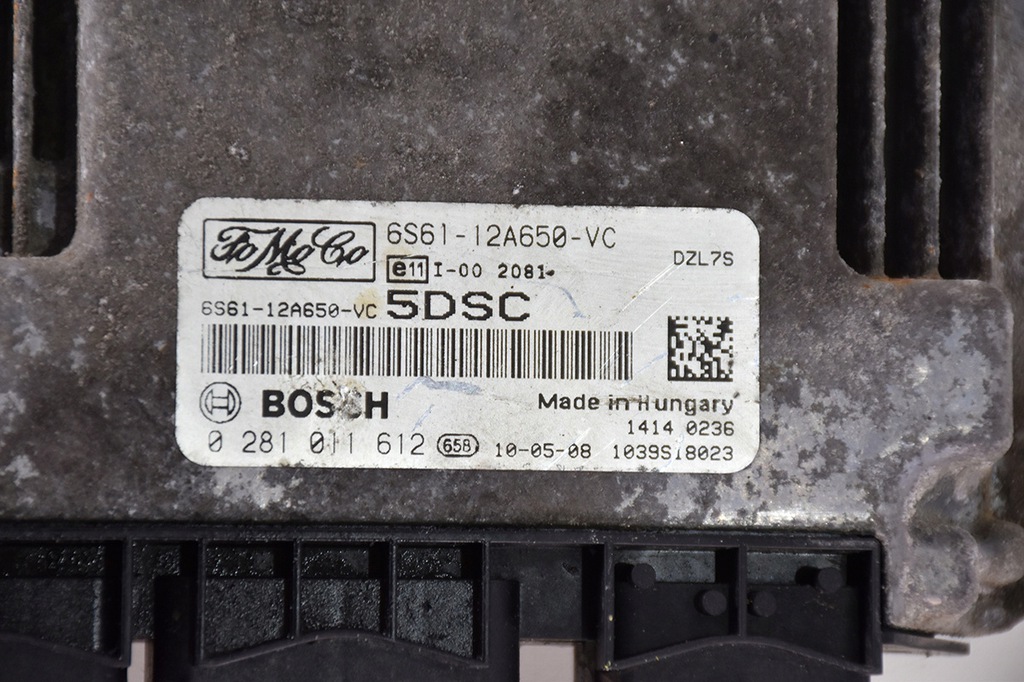 FoMoCo 6S61-12A650-VC
DZL7S
e11 I-00 2081
6S61-12A650-VC 5DSC
BOSCH Made in Hungary
1414 0236
0 281 011 612 658 10-05-08 1039S18023